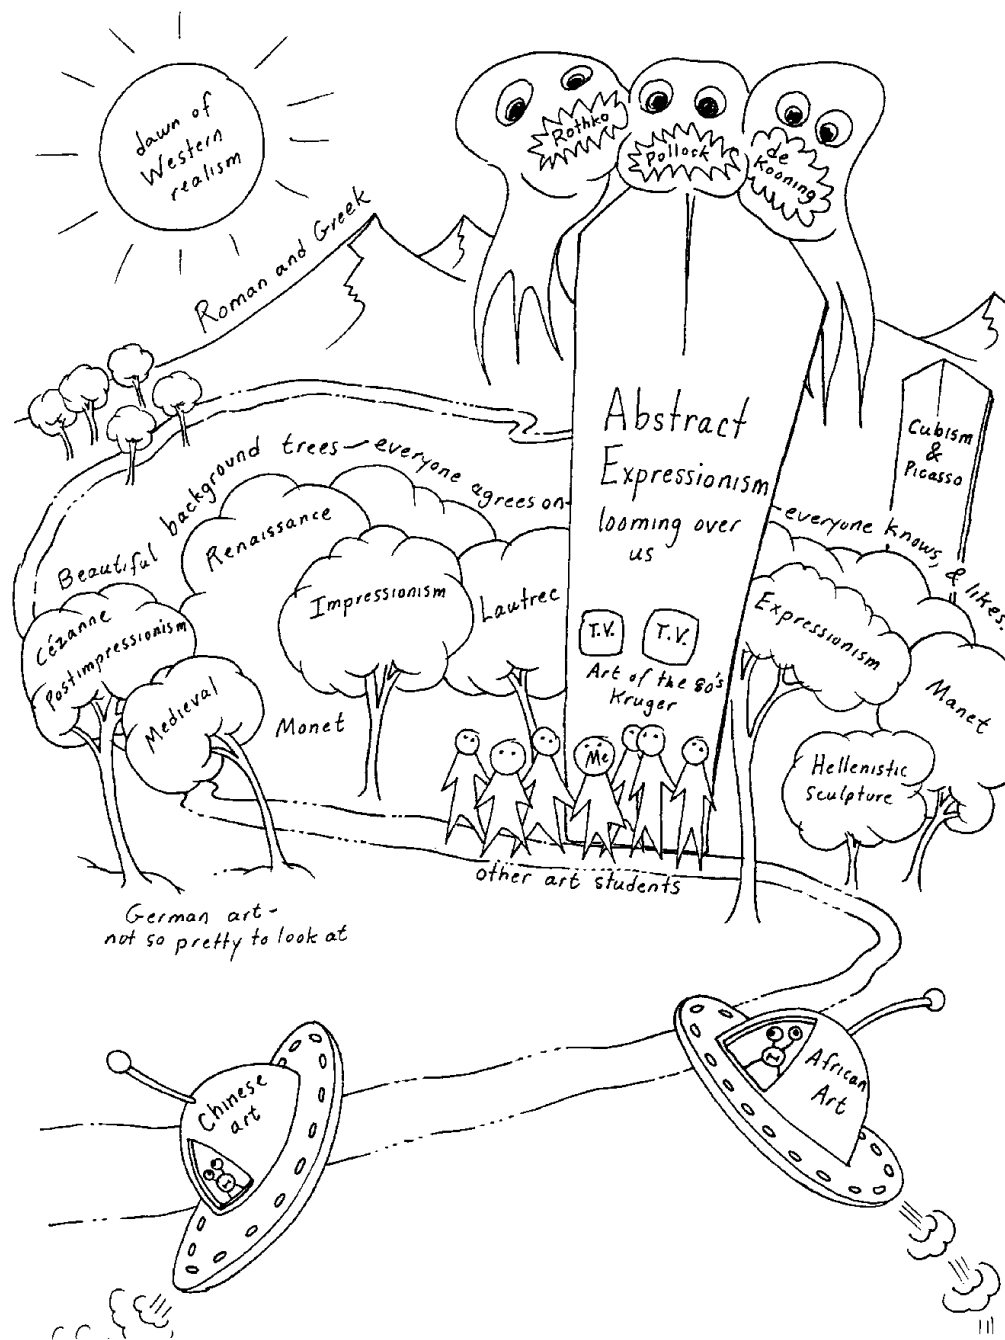 dawn of
Western
realism
Rothko
Pollock
de
Kooning
Roman and Greek
Abstract
Expressionism
looming over
us
Cubism
&
Picasso
Beautiful background trees—everyone agrees on-
-everyone knows, & likes.
Renaissance
Impressionism
Lautrec
Cézanne
Postimpressionism
Medieval
Monet
T.V.
T.V.
Art of the 80's
Kruger
Expressionism
Manet
Hellenistic
Sculpture
Me
other art students
German art-
not so pretty to look at
Chinese
art
African
Art